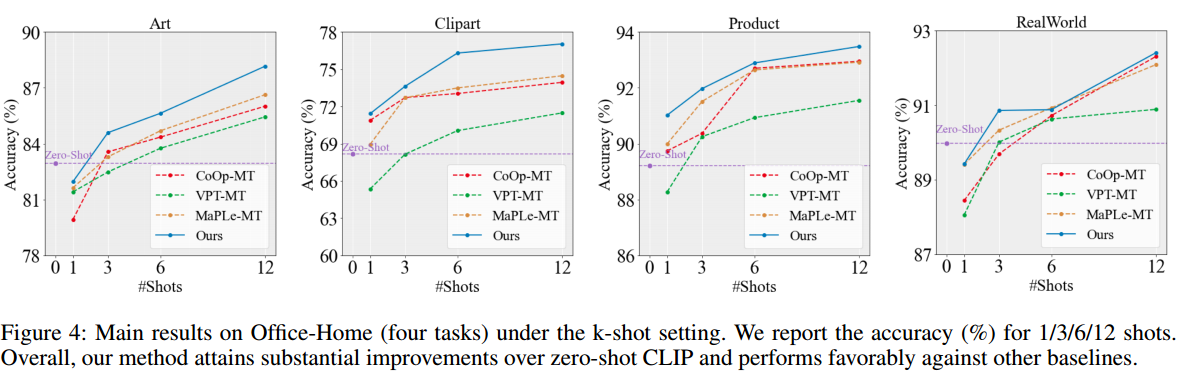 Art
90
87
84
81
78
Accuracy (%)
Zero-Shot
CoOp-MT
VPT-MT
MaPLe-MT
Ours
0 1 3 6 12
#Shots
Clipart
78
75
72
69
66
63
60
Accuracy (%)
Zero-Shot
CoOp-MT
VPT-MT
MaPLe-MT
Ours
0 1 3 6 12
#Shots
Product
94
92
90
88
86
Accuracy (%)
Zero-Shot
CoOp-MT
VPT-MT
MaPLe-MT
Ours
0 1 3 6 12
#Shots
RealWorld
93
91
89
87
Accuracy (%)
Zero-Shot
CoOp-MT
VPT-MT
MaPLe-MT
Ours
0 1 3 6 12
#Shots
Figure 4: Main results on Office-Home (four tasks) under the k-shot setting. We report the accuracy (%) for 1/3/6/12 shots.
Overall, our method attains substantial improvements over zero-shot CLIP and performs favorably against other baselines.